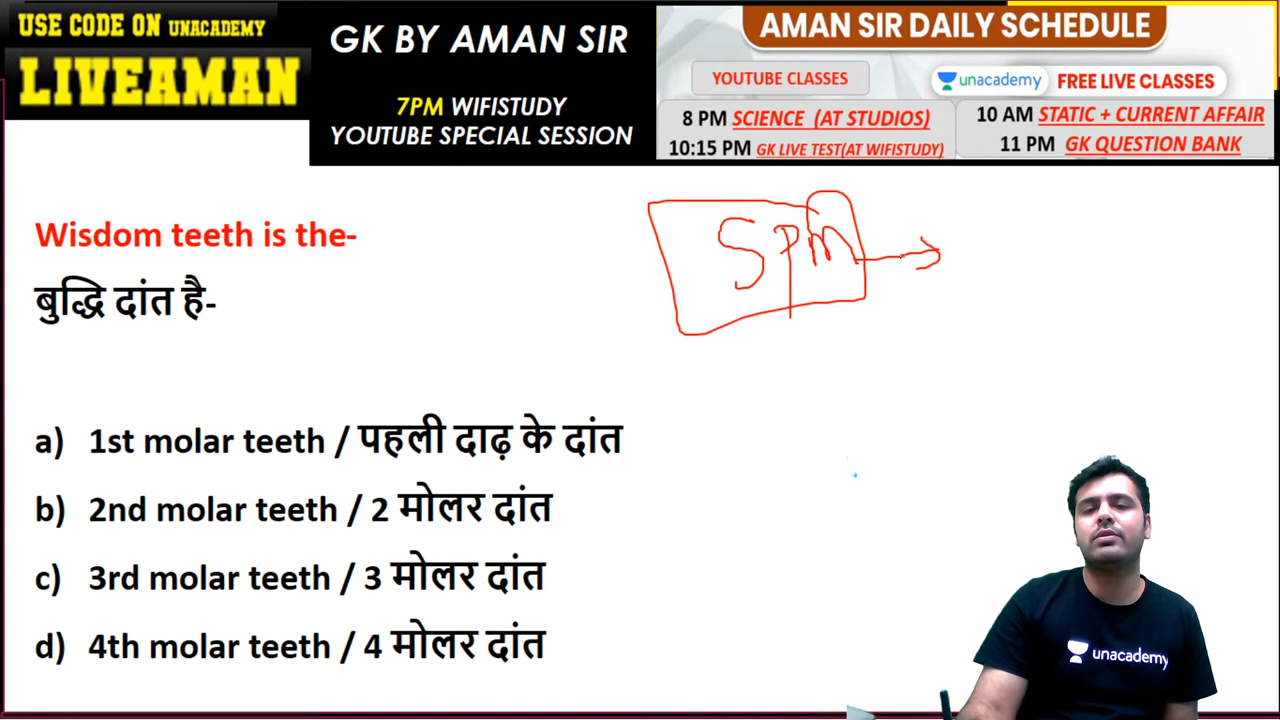 USE CODE ON UNACADEMY
LIVEAMAN
GK BY AMAN SIR
7PM WIFISTUDY
YOUTUBE SPECIAL SESSION
AMAN SIR DAILY SCHEDULE
YOUTUBE CLASSES
unacademy FREE LIVE CLASSES
8 PM SCIENCE (AT STUDIOS)
10:15 PM GK LIVE TEST(AT WIFISTUDY)
10 AM STATIC + CURRENT AFFAIR
11 PM GK QUESTION BANK
Wisdom teeth is the-
बुद्धि दांत है-
SPM
a) 1st molar teeth / पहली दाढ़ के दांत
b) 2nd molar teeth / 2 मोलर दांत
c) 3rd molar teeth / 3 मोलर दांत
d) 4th molar teeth / 4 मोलर दांत
unacademy